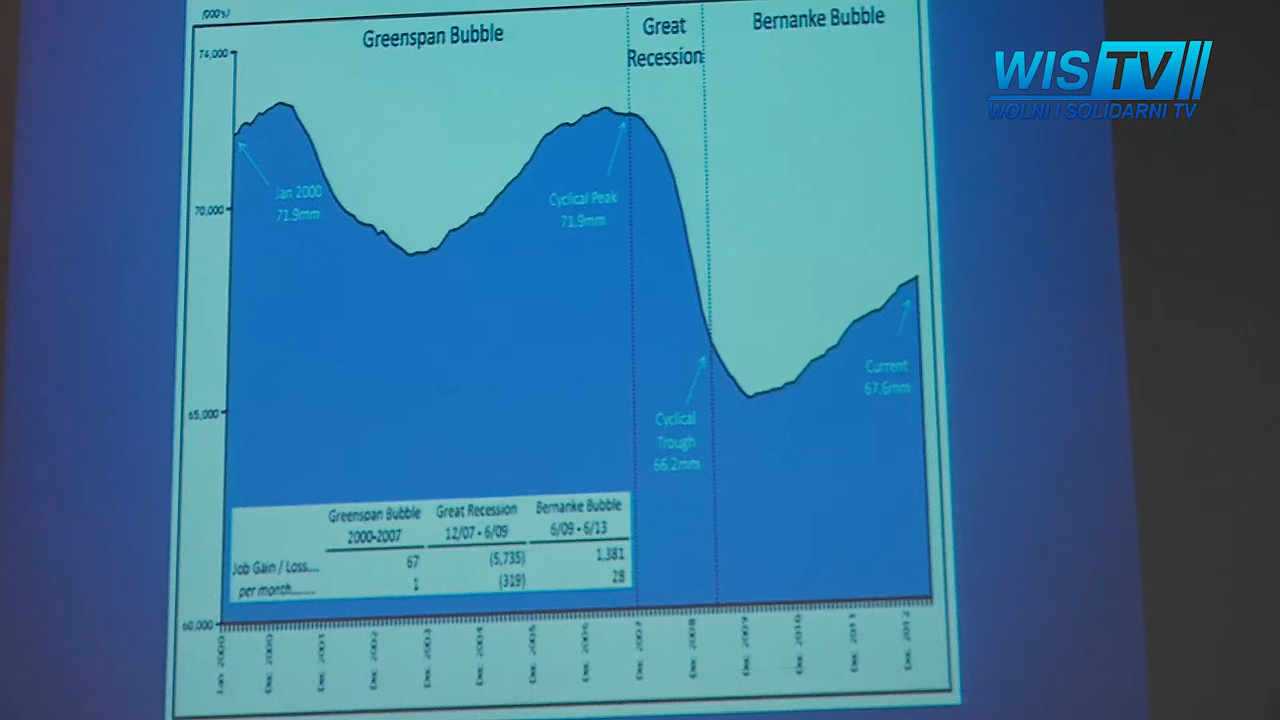 (000's)
Greenspan Bubble
Great
Recession
Bernanke Bubble
WISTV
WOLNI I SOLIDARNI TV
74,000
70,000
65,000
60,000
Jan 2000
71.9mm
Cyclical Peak
71.9mm
Cyclical
Trough
66.2mm
Current
67.6mm
Greenspan Bubble Great Recession Bernanke Bubble
2000-2007 12/07 - 6/09 6/09 - 6/13
Job Gain / Loss.... 67 (5,735) 1,381
per month........ 1 (319) 28
Jan 2000
Dec 2000
Dec 2001
Dec 2002
Dec 2003
Dec 2004
Dec 2005
Dec 2006
Dec 2007
Dec 2008
Dec 2009
Dec 2010
Dec 2011
Dec 2012